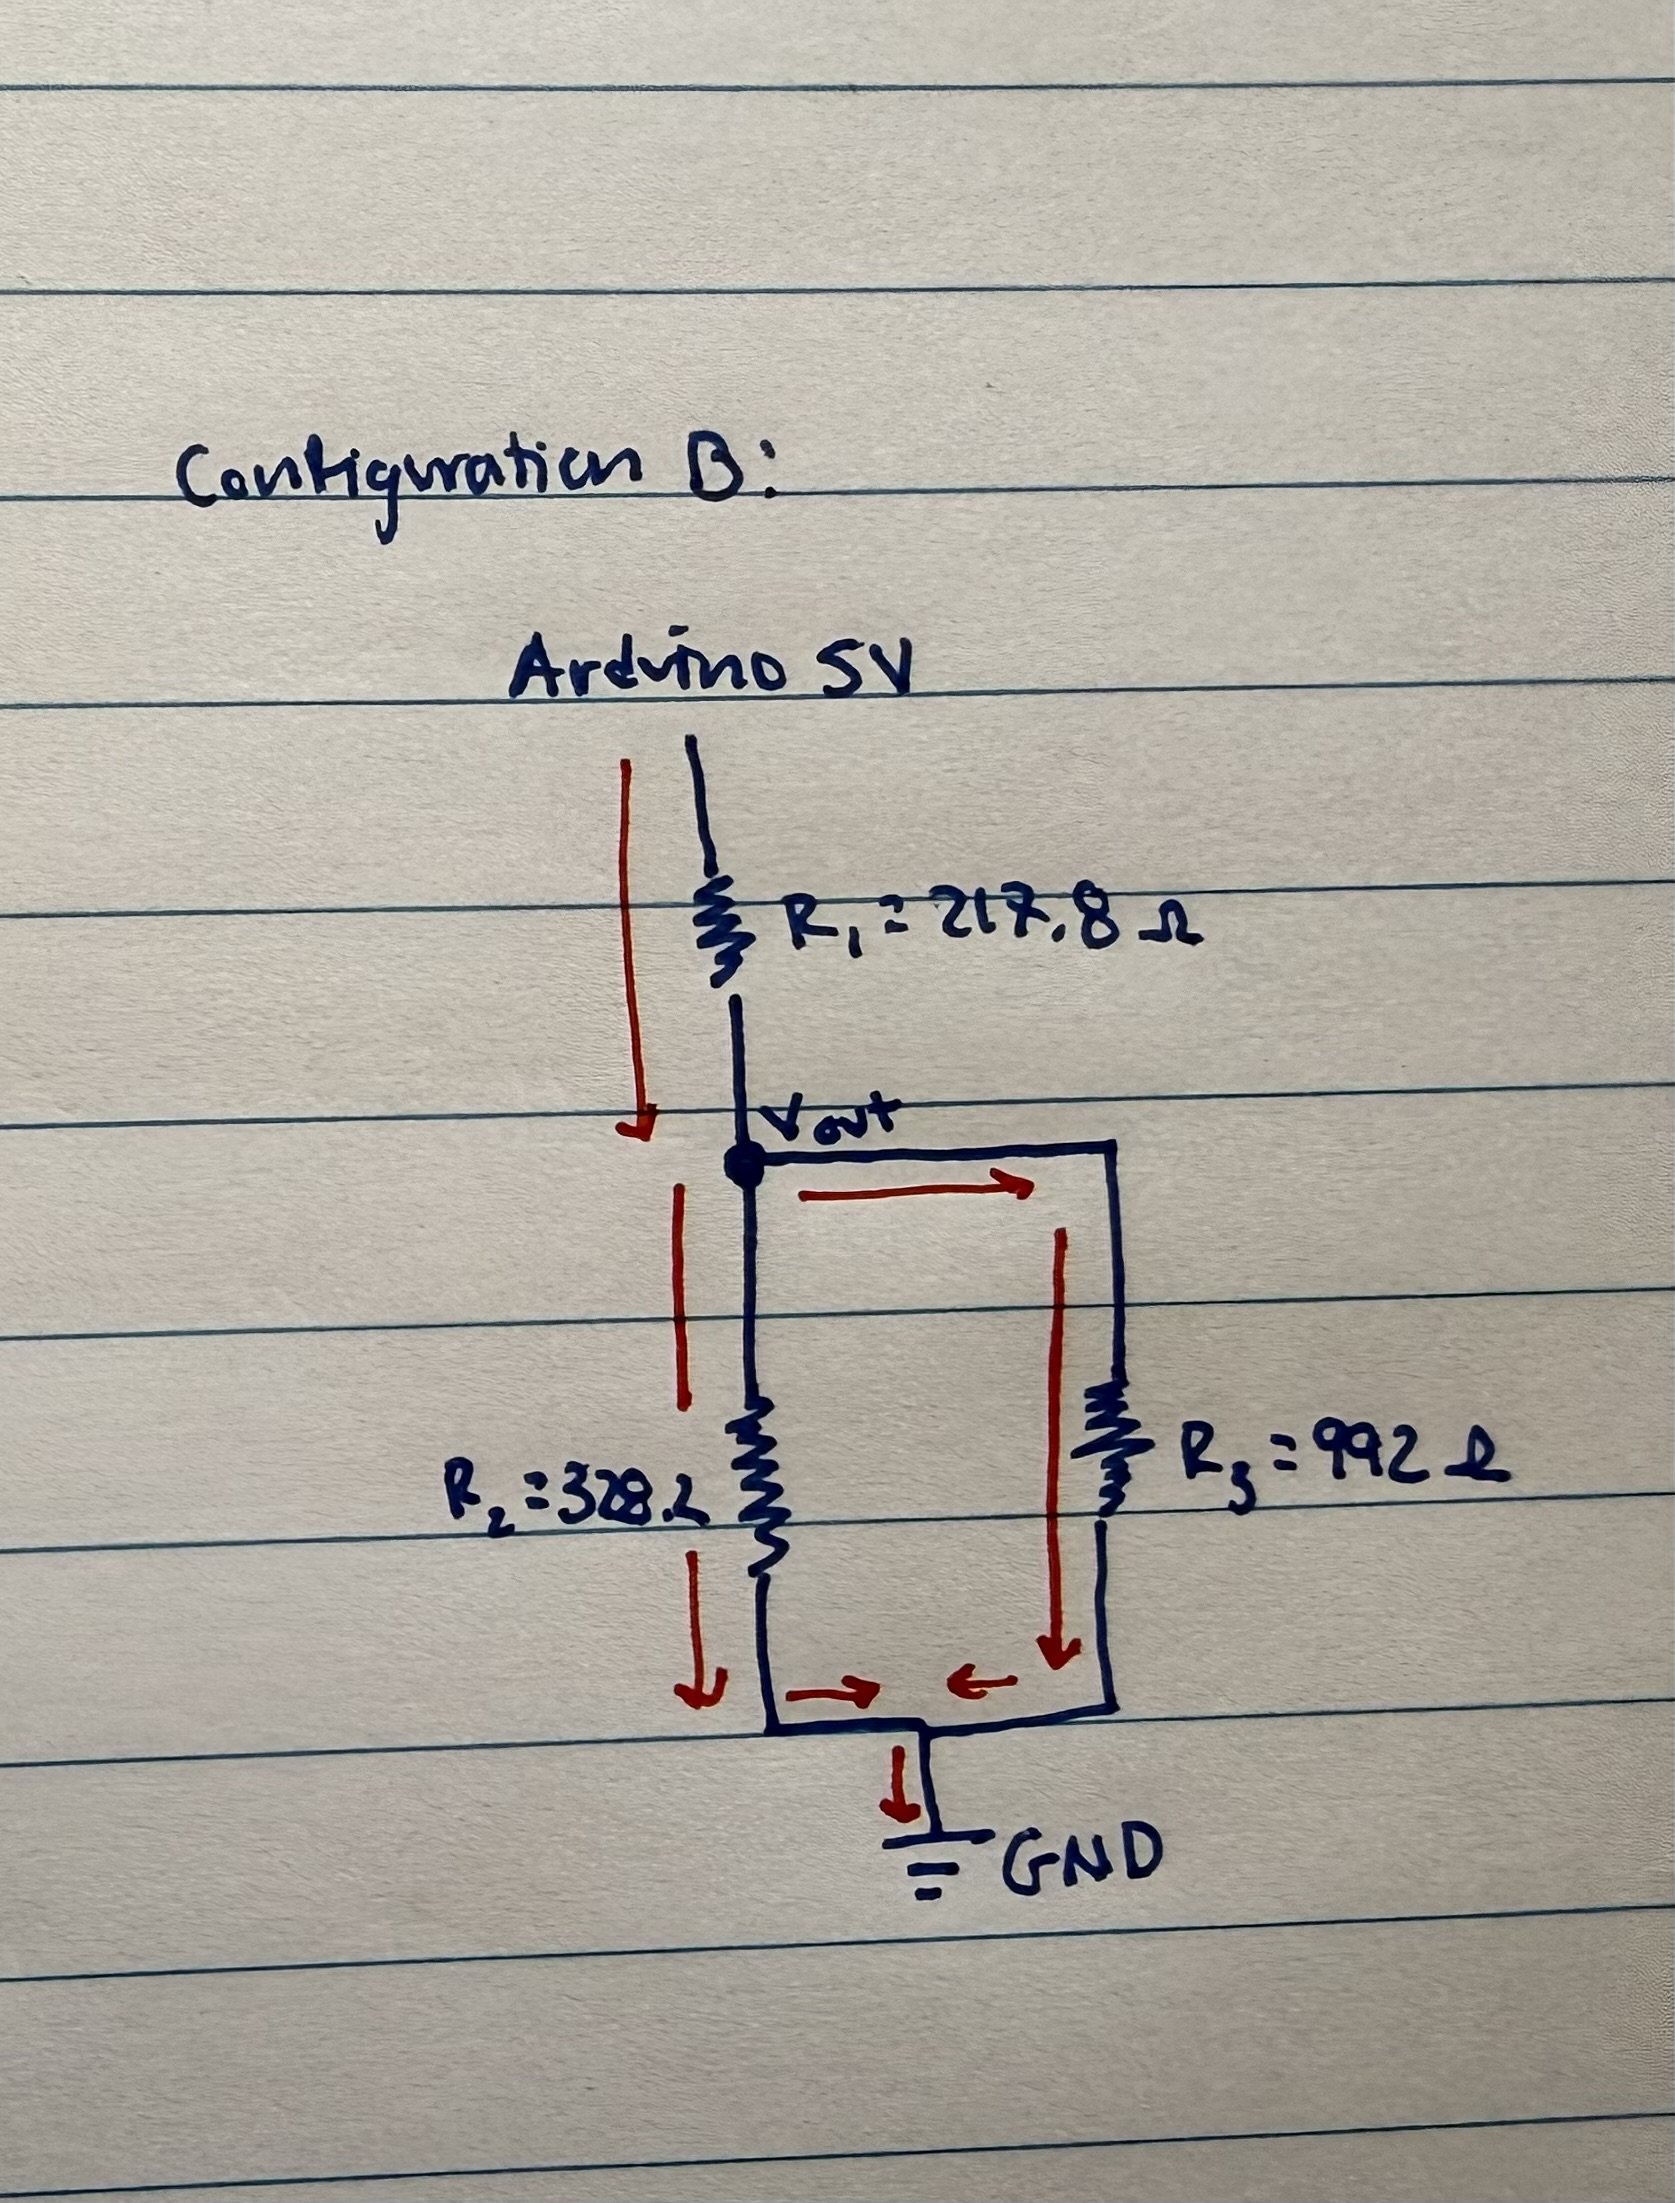 Configuration B:
Arduino 5V
R₁ = 217.8 Ω
Vout
R₂ = 328 Ω
R₃ = 992 Ω
GND